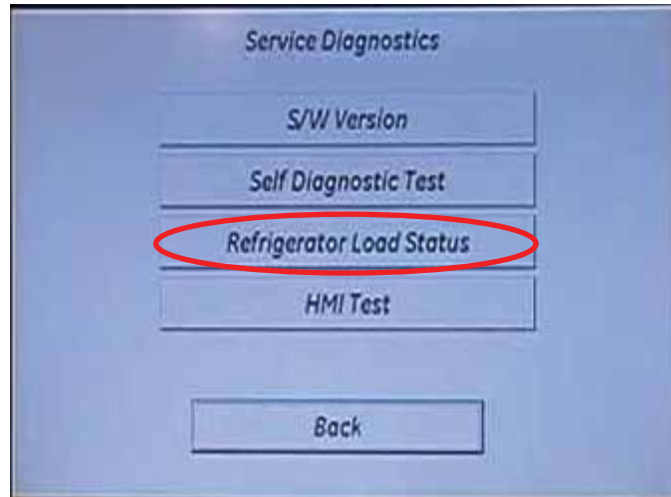 Service Diagnostics
S/W Version
Self Diagnostic Test
Refrigerator Load Status
HMI Test
Back